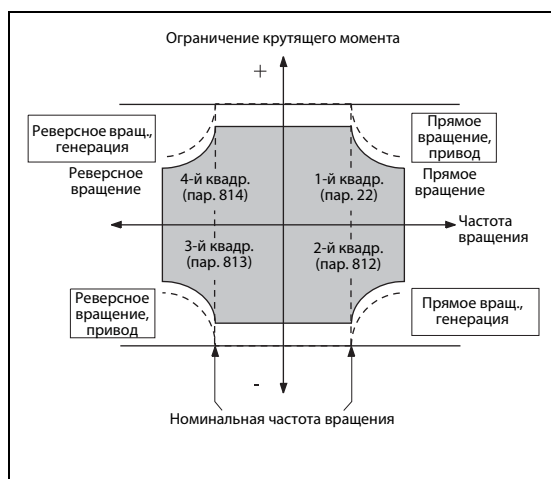 Ограничение крутящего момента
+
Реверсное вращ.,
генерация
Прямое
вращение,
привод
Реверсное
вращение
4-й квадр.
(пар. 814)
1-й квадр.
(пар. 22)
Прямое
вращение
Частота
вращения
3-й квадр.
(пар. 813)
2-й квадр.
(пар. 812)
Реверсное
вращение,
привод
Прямое вращ.,
генерация
-
Номинальная частота вращения